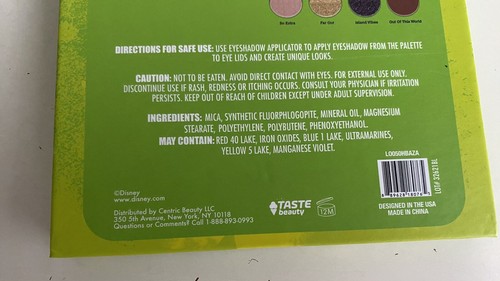 So Extra
Far Out
Island Vibes
Out Of This World
DIRECTIONS FOR SAFE USE: USE EYESHADOW APPLICATOR TO APPLY EYESHADOW FROM THE PALETTE
TO EYE LIDS AND CREATE UNIQUE LOOKS.
CAUTION: NOT TO BE EATEN. AVOID DIRECT CONTACT WITH EYES. FOR EXTERNAL USE ONLY.
DISCONTINUE USE IF RASH, REDNESS OR ITCHING OCCURS. CONSULT YOUR PHYSICIAN IF IRRITATION
PERSISTS. KEEP OUT OF REACH OF CHILDREN EXCEPT UNDER ADULT SUPERVISION.
INGREDIENTS: MICA, SYNTHETIC FLUORPHLOGOPITE, MINERAL OIL, MAGNESIUM
STEARATE, POLYETHYLENE, POLYBUTENE, PHENOXYETHANOL.
MAY CONTAIN: RED 40 LAKE, IRON OXIDES, BLUE 1 LAKE, ULTRAMARINES,
YELLOW 5 LAKE, MANGANESE VIOLET.
©Disney
www.disney.com
Distributed by Centric Beauty LLC
350 5th Avenue, New York, NY 10118
Questions or Comments? Call 1-888-893-0993
TASTE
beauty
12M
LO050HBAZA
DESIGNED IN THE USA
MADE IN CHINA